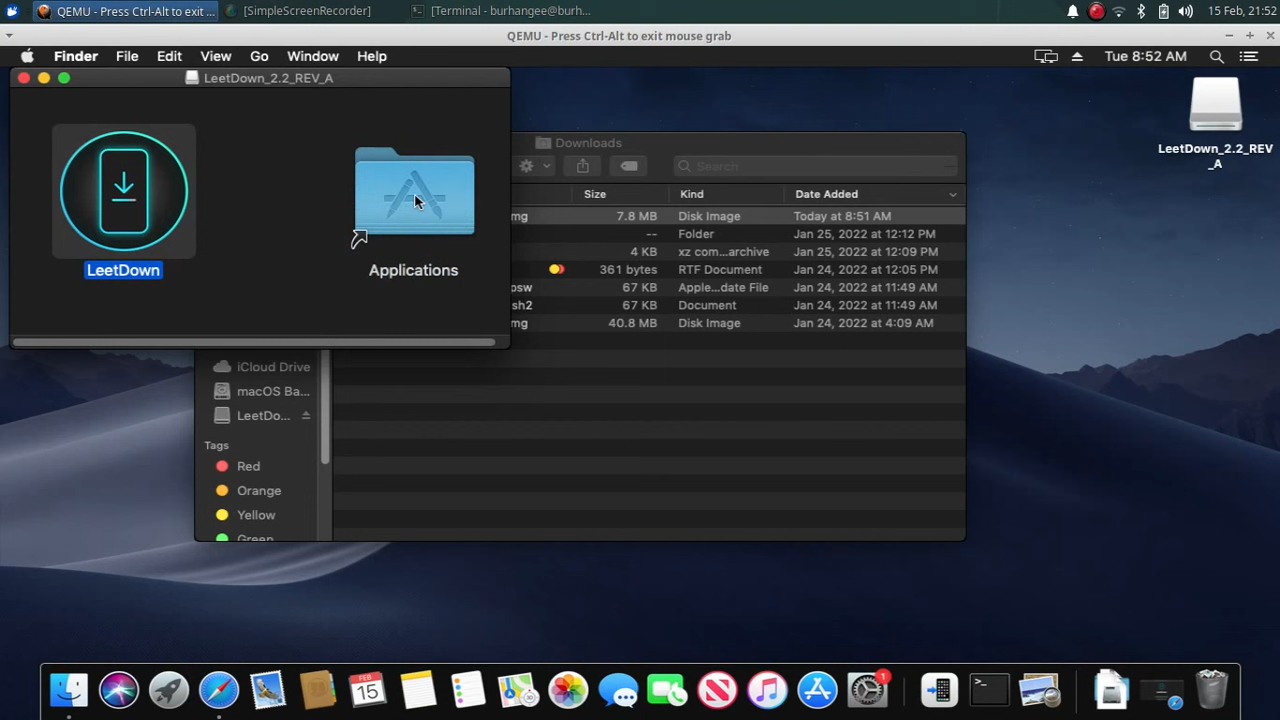 QEMU - Press Ctrl-Alt to exit ...
[SimpleScreenRecorder]
[Terminal - burhangee@burh...
15 Feb, 21:52
QEMU - Press Ctrl-Alt to exit mouse grab
Finder File Edit View Go Window Help
Tue 8:52 AM
LeetDown_2.2_REV_A
LeetDown
Applications
LeetDown_2.2_REV
_A
Downloads
Search
Size Kind Date Added
mg 7.8 MB Disk Image Today at 8:51 AM
-- Folder Jan 25, 2022 at 12:12 PM
4 KB xz com...archive Jan 25, 2022 at 12:09 PM
361 bytes RTF Document Jan 24, 2022 at 12:05 PM
osw 67 KB Apple...date File Jan 24, 2022 at 11:49 AM
sh2 67 KB Document Jan 24, 2022 at 11:49 AM
mg 40.8 MB Disk Image Jan 24, 2022 at 4:09 AM
iCloud Drive
macOS Ba...
LeetDo...
Tags
Red
Orange
Yellow
Green
FEB
15
1